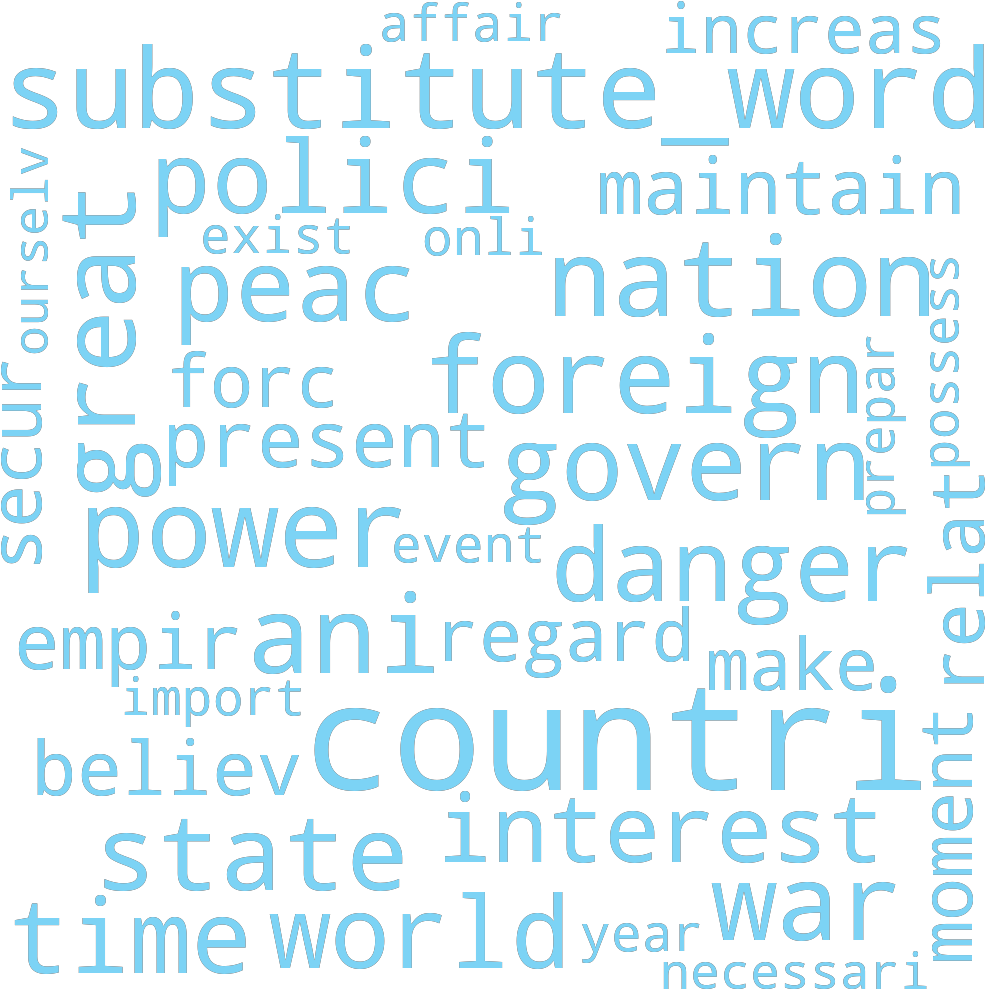 affair
increas
substitute_word
polici
maintain
ourselv
great
exist
onli
peac
nation
possess
foreign
prepar
secur
forc
present
govern
power
event
danger
relat
empir
ani
regard
make
import
countri
believ
moment
interest
state
war
time
world
year
necessari